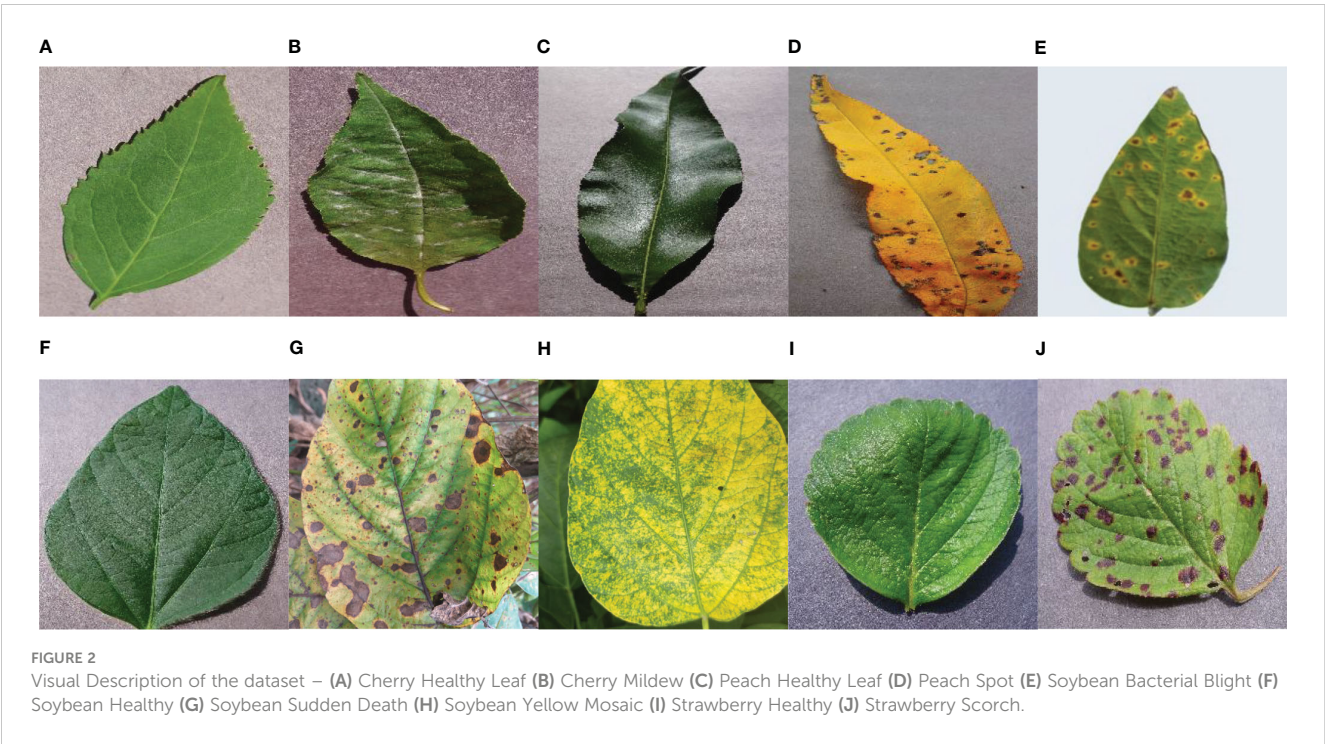 A B C D E
F G H I J
FIGURE 2
Visual Description of the dataset – (A) Cherry Healthy Leaf (B) Cherry Mildew (C) Peach Healthy Leaf (D) Peach Spot (E) Soybean Bacterial Blight (F)
Soybean Healthy (G) Soybean Sudden Death (H) Soybean Yellow Mosaic (I) Strawberry Healthy (J) Strawberry Scorch.